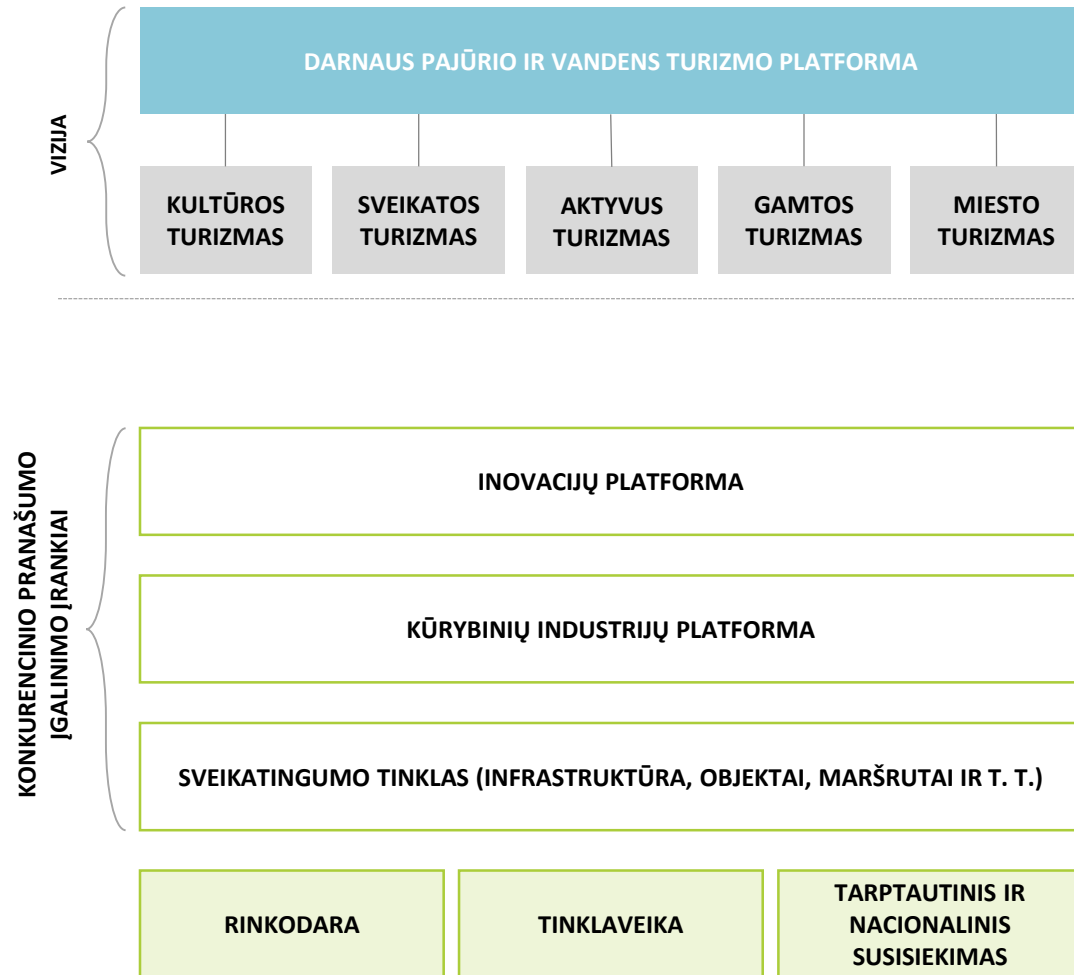 DARNAUS PAJŪRIO IR VANDENS TURIZMO PLATFORMA
VIZIJA
KULTŪROS
TURIZMAS
SVEIKATOS
TURIZMAS
AKTYVUS
TURIZMAS
GAMTOS
TURIZMAS
MIESTO
TURIZMAS
KONKURENCINIO PRANAŠUMO
ĮGALINIMO ĮRANKIAI
INOVACIJŲ PLATFORMA
KŪRYBINIŲ INDUSTRIJŲ PLATFORMA
SVEIKATINGUMO TINKLAS (INFRASTRUKTŪRA, OBJEKTAI, MARŠRUTAI IR T. T.)
RINKODARA
TINKLAVEIKA
TARPTAUTINIS IR
NACIONALINIS
SUSISIEKIMAS